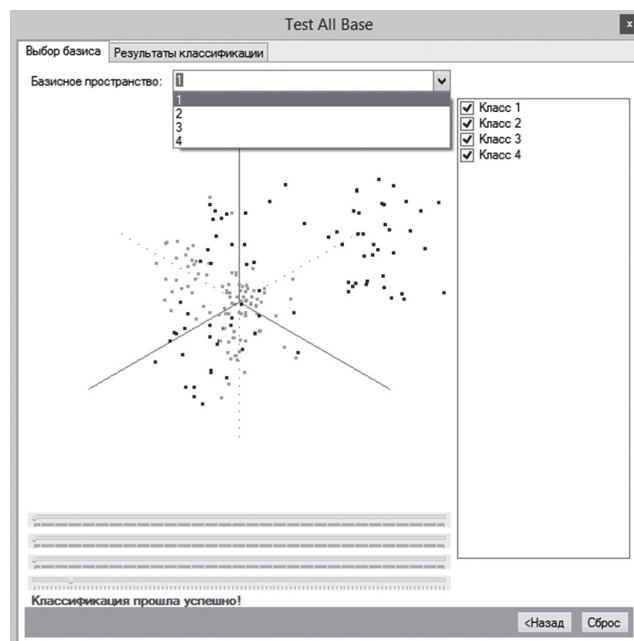 Test All Base
x
Выбор базиса
Результаты классификации
Базисное пространство:
1
1
2
3
4
Класс 1
Класс 2
Класс 3
Класс 4
Классификация прошла успешно!
<Назад
Сброс